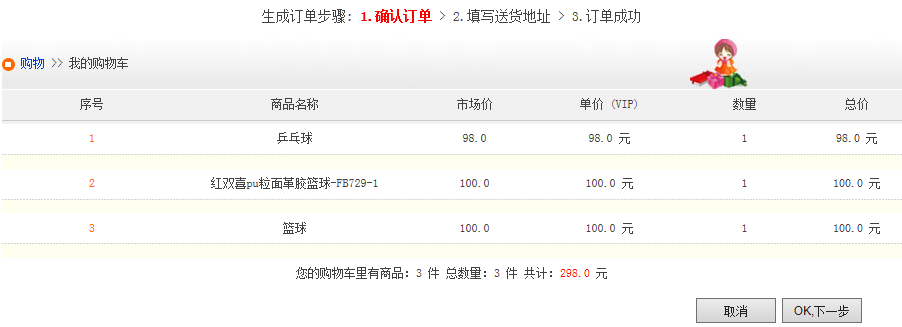 生成订单步骤: 1.确认订单 > 2.填写送货地址 > 3.订单成功
购物 >> 我的购物车
序号 商品名称 市场价 单价 (VIP) 数量 总价
1 乒乓球 98.0 98.0 元 1 98.0 元
2 红双喜pu粒面革胶篮球-FB729-1 100.0 100.0 元 1 100.0 元
3 篮球 100.0 100.0 元 1 100.0 元
您的购物车里有商品: 3 件 总数量: 3 件 共计: 298.0 元
取消 OK,下一步